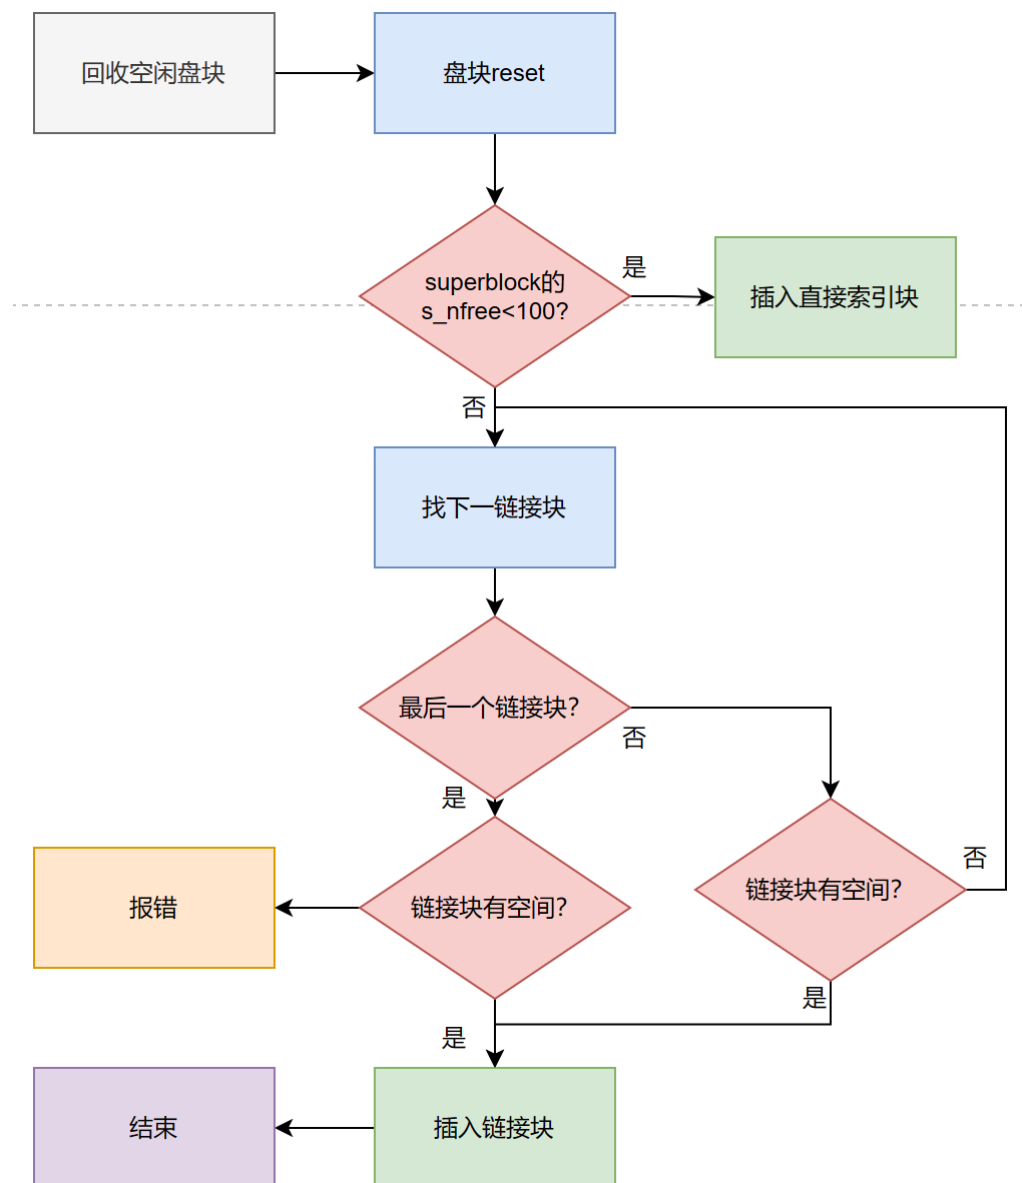 回收空闲盘块
盘块reset
superblock的
s_nfree<100?
是
插入直接索引块
否
找下一链接块
最后一个链接块?
否
是
链接块有空间?
否
报错
链接块有空间?
是
是
结束
插入链接块